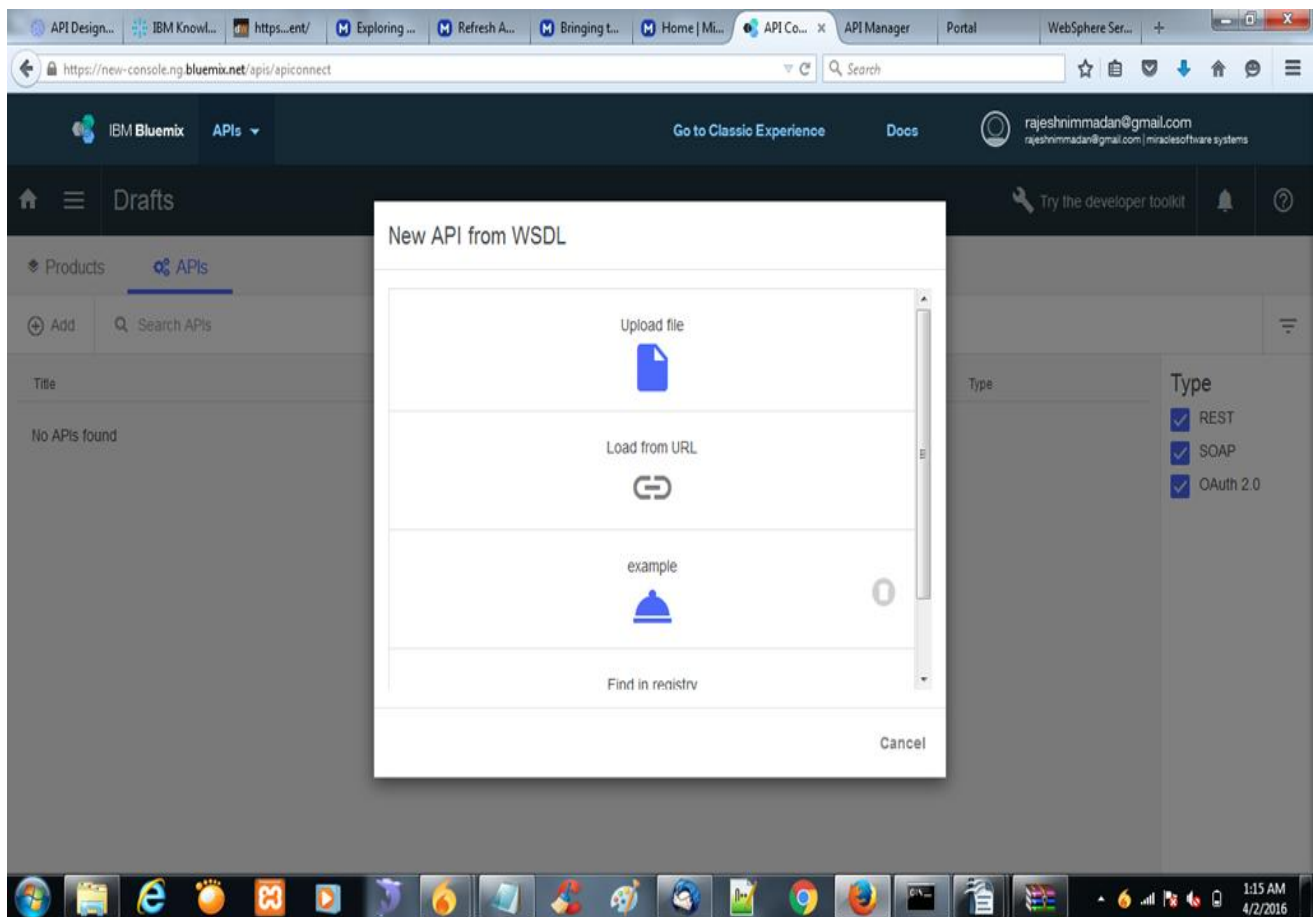 API Design...
IBM Knowl...
https...ent/
Exploring ...
Refresh A...
Bringing t...
Home | Mi...
API Co...
API Manager
Portal
WebSphere Ser...
https://new-console.ng.bluemix.net/apis/apiconnect
Search
IBM Bluemix
APIs
Go to Classic Experience
Docs
rajeshnimmadan@gmail.com
rajeshnimmadan@gmail.com | miraclesoftware systems
Drafts
Try the developer toolkit
New API from WSDL
Products
APIs
Add
Search APIs
Upload file
Title
Type
Type
No APIs found
REST
Load from URL
SOAP
OAuth 2.0
example
Find in registry
Cancel
1:15 AM
4/2/2016